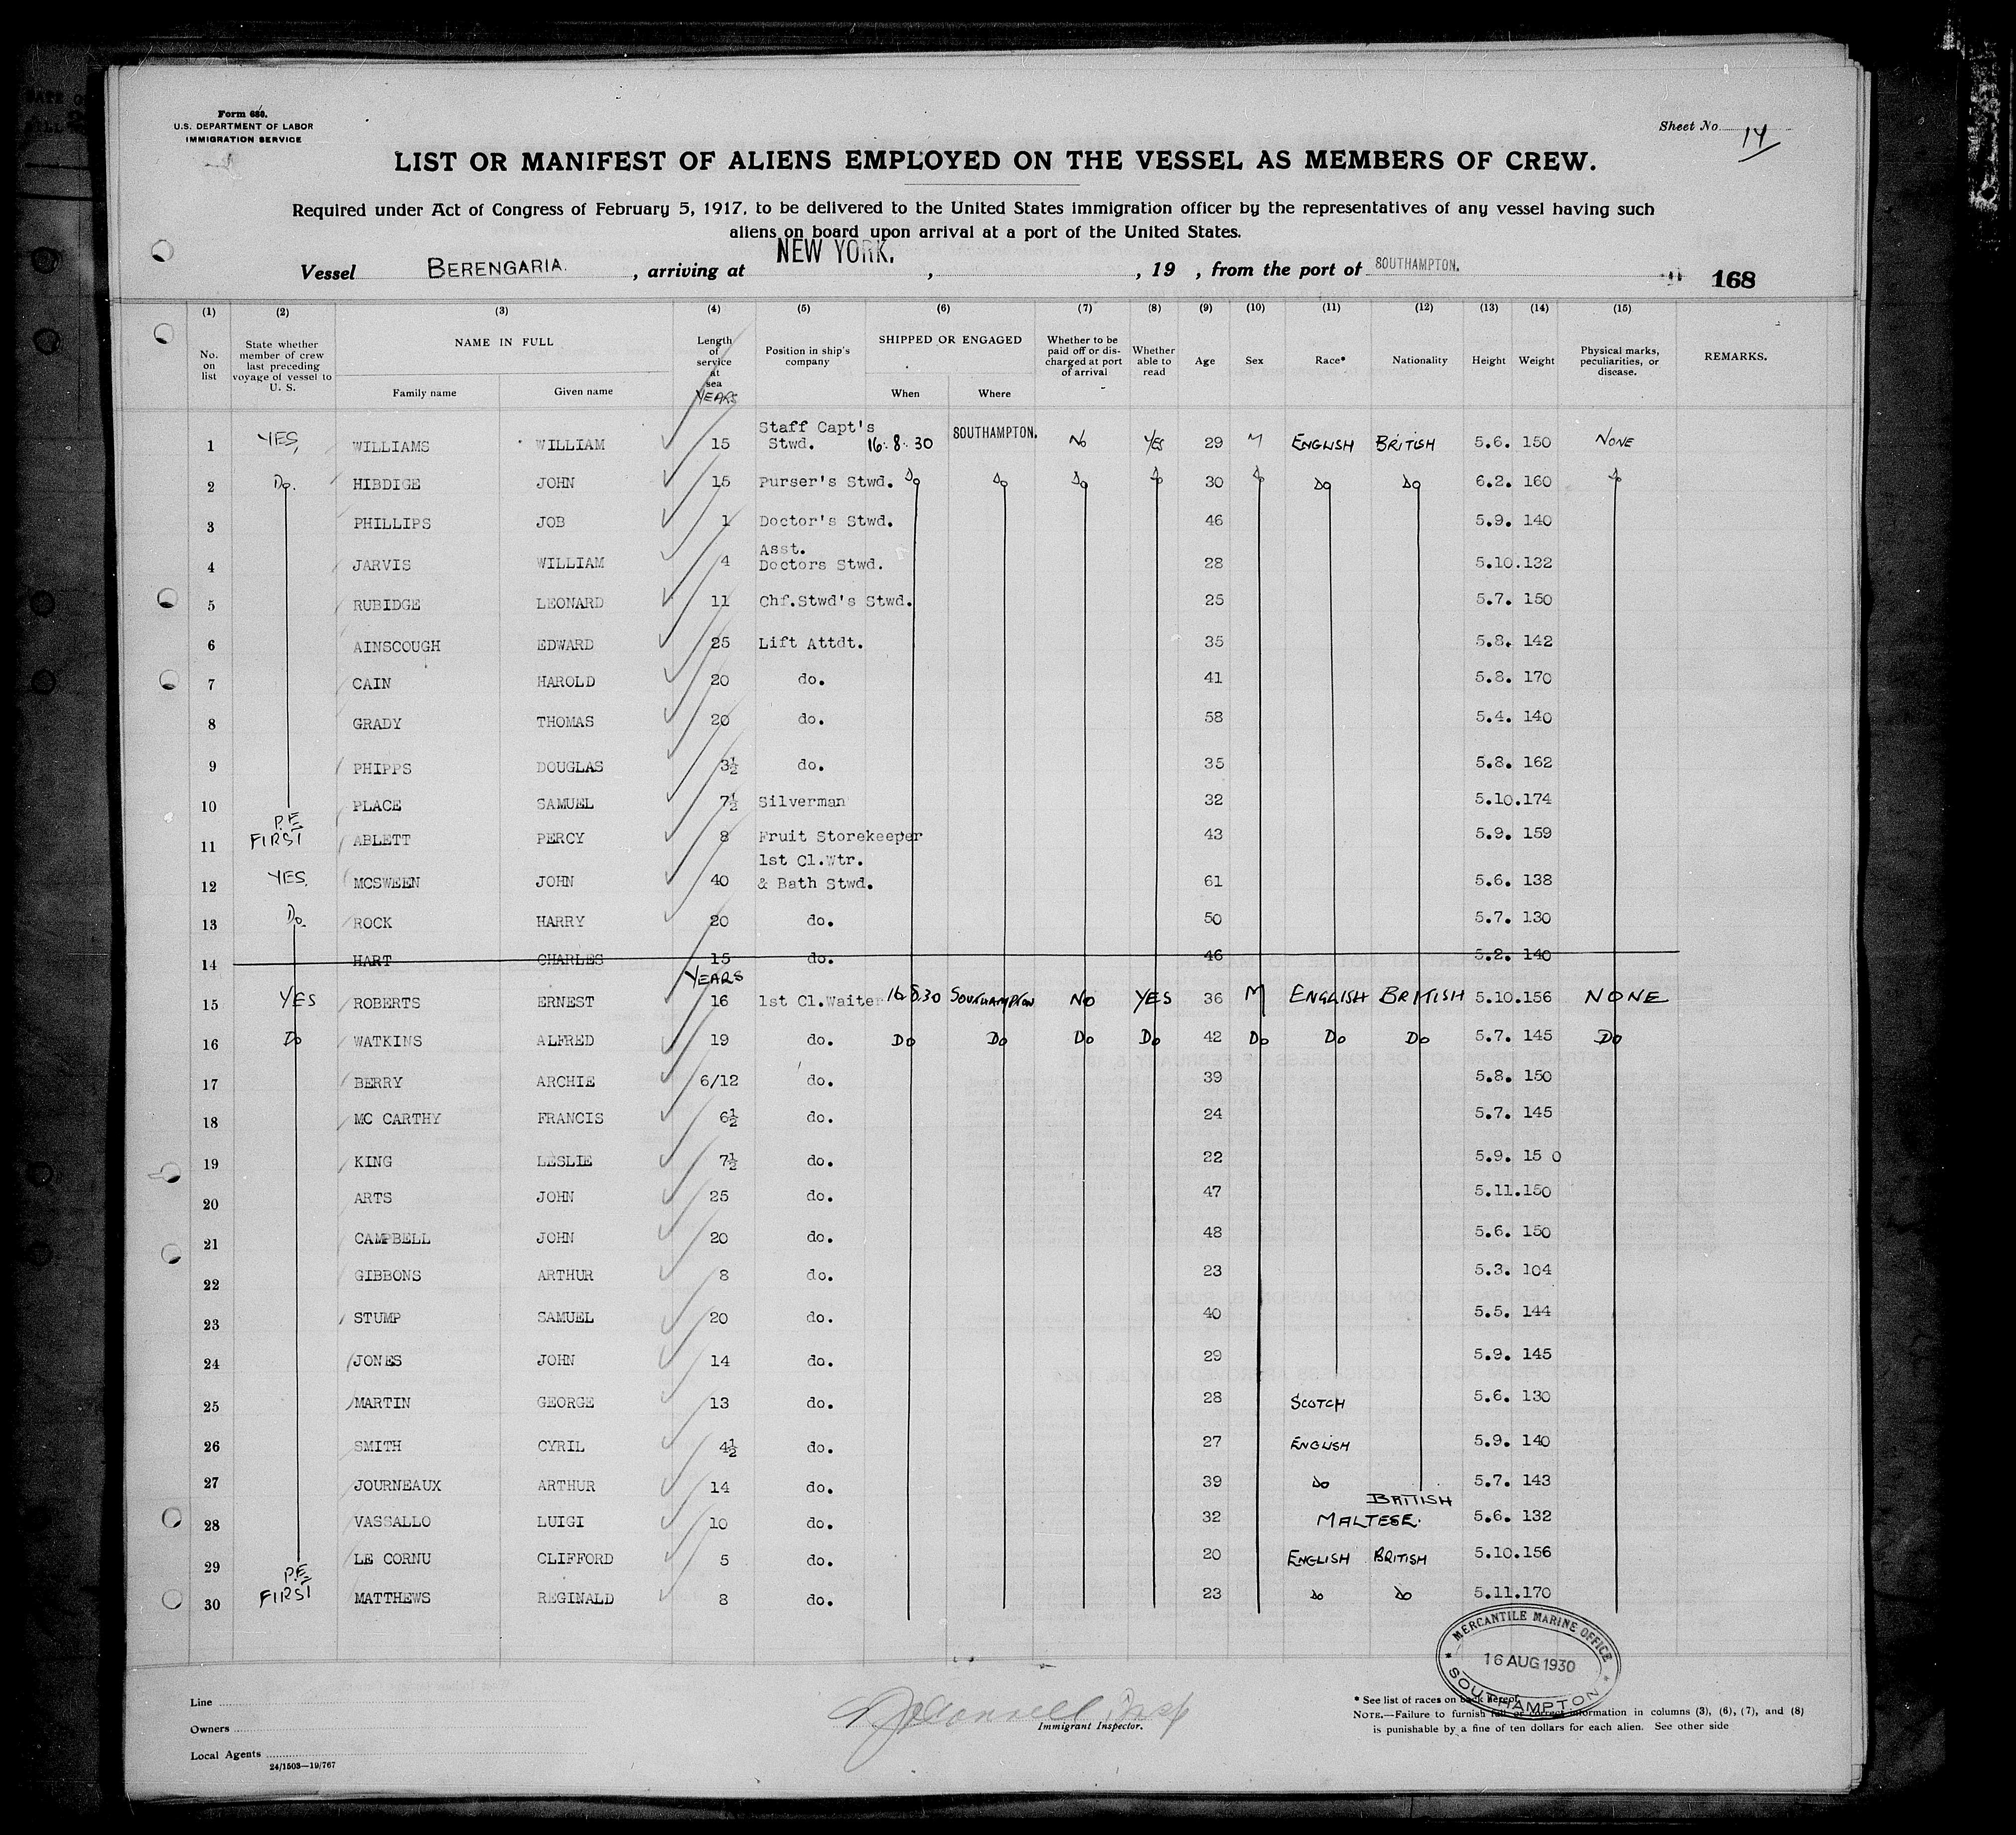 Form 680.
U.S. DEPARTMENT OF LABOR
IMMIGRATION SERVICE
Sheet No. 14
LIST OR MANIFEST OF ALIENS EMPLOYED ON THE VESSEL AS MEMBERS OF CREW.
Required under Act of Congress of February 5, 1917, to be delivered to the United States immigration officer by the representatives of any vessel having such
aliens on board upon arrival at a port of the United States.
Vessel BERENGARIA. , arriving at NEW YORK. , , 19 , from the port of SOUTHAMPTON. 168
(1) (2) (3) (4) (5) (6) (7) (8) (9) (10) (11) (12) (13) (14) (15)
No. on list State whether member of crew last preceding voyage of vessel to U. S. NAME IN FULL Family name Given name Length of service at sea YEARS Position in ship's company SHIPPED OR ENGAGED When Where Whether to be paid off or discharged at port of arrival Whether able to read Age Sex Race* Nationality Height Weight Physical marks, peculiarities, or disease. REMARKS.
1 YES, WILLIAMS WILLIAM 15 Staff Capt's Stwd. 16.8.30 SOUTHAMPTON. No YES 29 M ENGLISH BRITISH 5.6. 150 NONE
2 Do. HIBDIGE JOHN 15 Purser's Stwd. Do Do Do Do 30 Do Do Do 6.2. 160 Do
3 PHILLIPS JOB 1 Doctor's Stwd. 46 5.9. 140
4 JARVIS WILLIAM 4 Asst. Doctors Stwd. 28 5.10.132
5 RUBIDGE LEONARD 11 Chf.Stwd's Stwd. 25 5.7. 150
6 AINSCOUGH EDWARD 25 Lift Attdt. 35 5.8. 142
7 CAIN HAROLD 20 do. 41 5.8. 170
8 GRADY THOMAS 20 do. 58 5.4. 140
9 PHIPPS DOUGLAS 3½ do. 35 5.8. 162
10 PLACE SAMUEL 7½ Silverman 32 5.10.174
11 P.E. FIRST ABLETT PERCY 8 Fruit Storekeeper 43 5.9. 159
12 YES. MCSWEEN JOHN 40 1st Cl.Wtr. & Bath Stwd. 61 5.6. 138
13 Do. ROCK HARRY 20 do. 50 5.7. 130
14 HART CHARLES 15 do. 46 5.2. 140
YEARS
15 YES ROBERTS ERNEST 16 1st Cl.Waiter 16.8.30 SOUTHAMPTON NO YES 36 M ENGLISH BRITISH 5.10.156 NONE
16 Do WATKINS ALFRED 19 do. Do Do Do Do 42 Do Do Do 5.7. 145 Do
17 BERRY ARCHIE 6/12 do. 39 5.8. 150
18 MC CARTHY FRANCIS 6½ do. 24 5.7. 145
19 KING LESLIE 7½ do. 22 5.9. 15 0
20 ARTS JOHN 25 do. 47 5.11.150
21 CAMPBELL JOHN 20 do. 48 5.6. 150
22 GIBBONS ARTHUR 8 do. 23 5.3. 104
23 STUMP SAMUEL 20 do. 40 5.5. 144
24 JONES JOHN 14 do. 29 5.9. 145
25 MARTIN GEORGE 13 do. 28 SCOTCH 5.6. 130
26 SMITH CYRIL 4½ do. 27 ENGLISH 5.9. 140
27 JOURNEAUX ARTHUR 14 do. 39 Do 5.7. 143
28 VASSALLO LUIGI 10 do. 32 BRITISH MALTESE. 5.6. 132
29 LE CORNU CLIFFORD 5 do. 20 ENGLISH BRITISH 5.10.156
30 P.E. FIRST MATTHEWS REGINALD 8 do. 23 Do Do 5.11.170
MERCANTILE MARINE OFFICE
16 AUG 1930
SOUTHAMPTON
Line
Owners
Local Agents
24/1503—19/767
Immigrant Inspector.
* See list of races on back hereof.
NOTE.—Failure to furnish full or correct information in columns (3), (6), (7), and (8)
is punishable by a fine of ten dollars for each alien. See other side